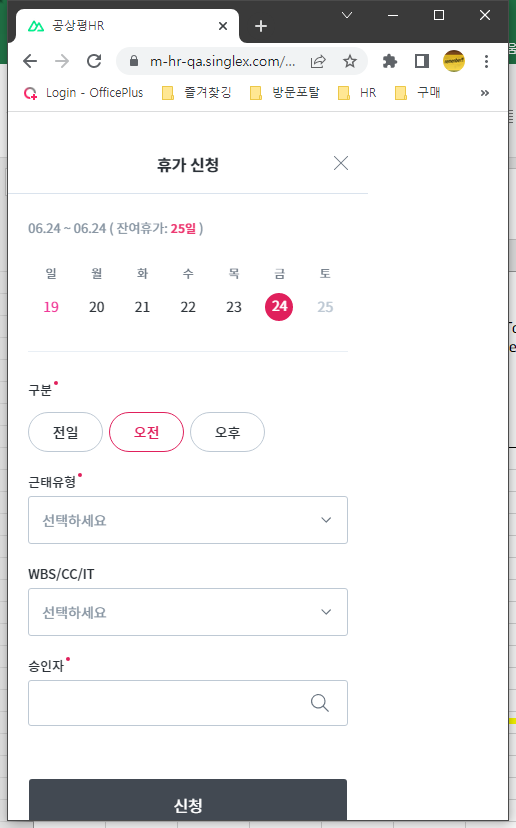 공상평HR
m-hr-qa.singlex.com/...
Login - OfficePlus 즐겨찾깅 방문포탈 HR 구매 »
휴가 신청
06.24 ~ 06.24 ( 잔여휴가: 25일 )
일 월 화 수 목 금 토
19 20 21 22 23 24 25
구분
전일 오전 오후
근태유형
선택하세요
WBS/CC/IT
선택하세요
승인자
신청